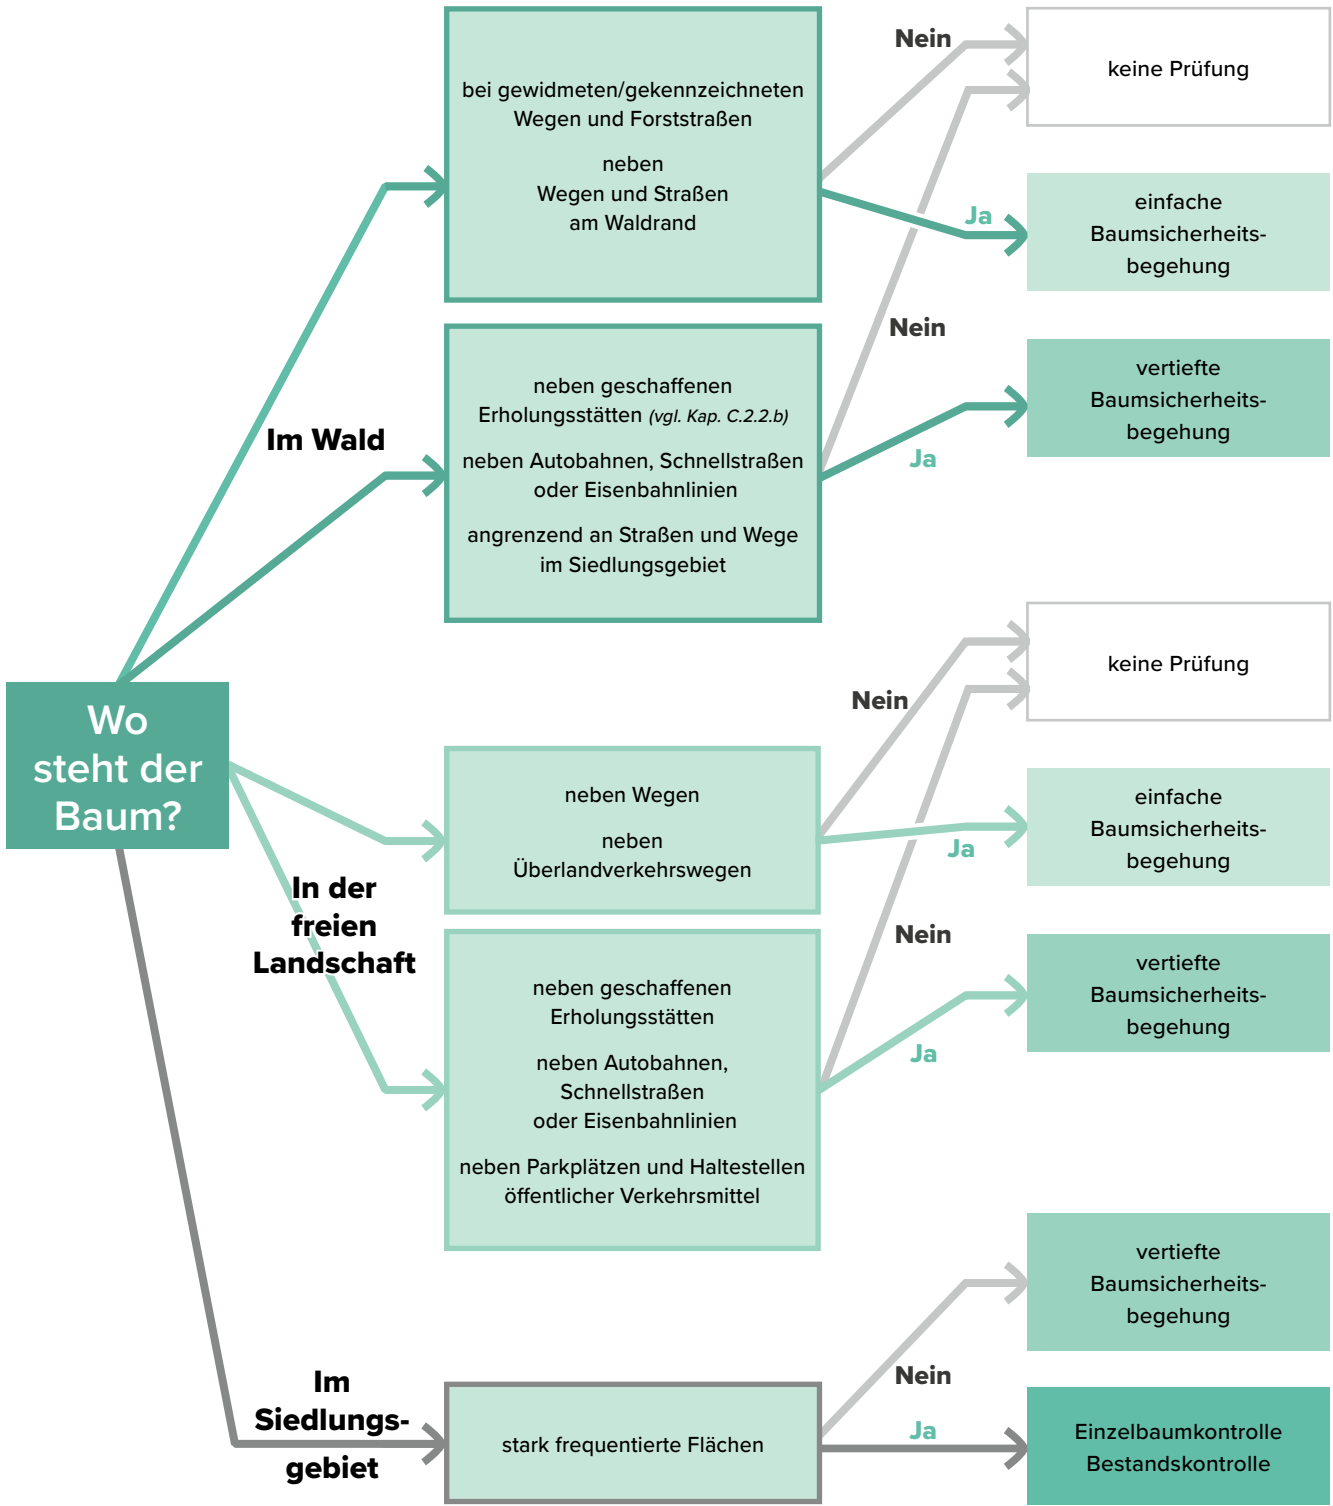 Wo
steht der
Baum?
Im Wald
bei gewidmeten/gekennzeichneten
Wegen und Forststraßen
neben
Wegen und Straßen
am Waldrand
Nein
keine Prüfung
Ja
einfache
Baumsicherheits-
begehung
neben geschaffenen
Erholungsstätten (vgl. Kap. C.2.2.b)
neben Autobahnen, Schnellstraßen
oder Eisenbahnlinien
angrenzend an Straßen und Wege
im Siedlungsgebiet
Nein
Ja
vertiefte
Baumsicherheits-
begehung
In der
freien
Landschaft
neben Wegen
neben
Überlandverkehrswegen
Nein
keine Prüfung
Ja
einfache
Baumsicherheits-
begehung
neben geschaffenen
Erholungsstätten
neben Autobahnen,
Schnellstraßen
oder Eisenbahnlinien
neben Parkplätzen und Haltestellen
öffentlicher Verkehrsmittel
Nein
Ja
vertiefte
Baumsicherheits-
begehung
Im
Siedlungs-
gebiet
stark frequentierte Flächen
Nein
vertiefte
Baumsicherheits-
begehung
Ja
Einzelbaumkontrolle
Bestandskontrolle